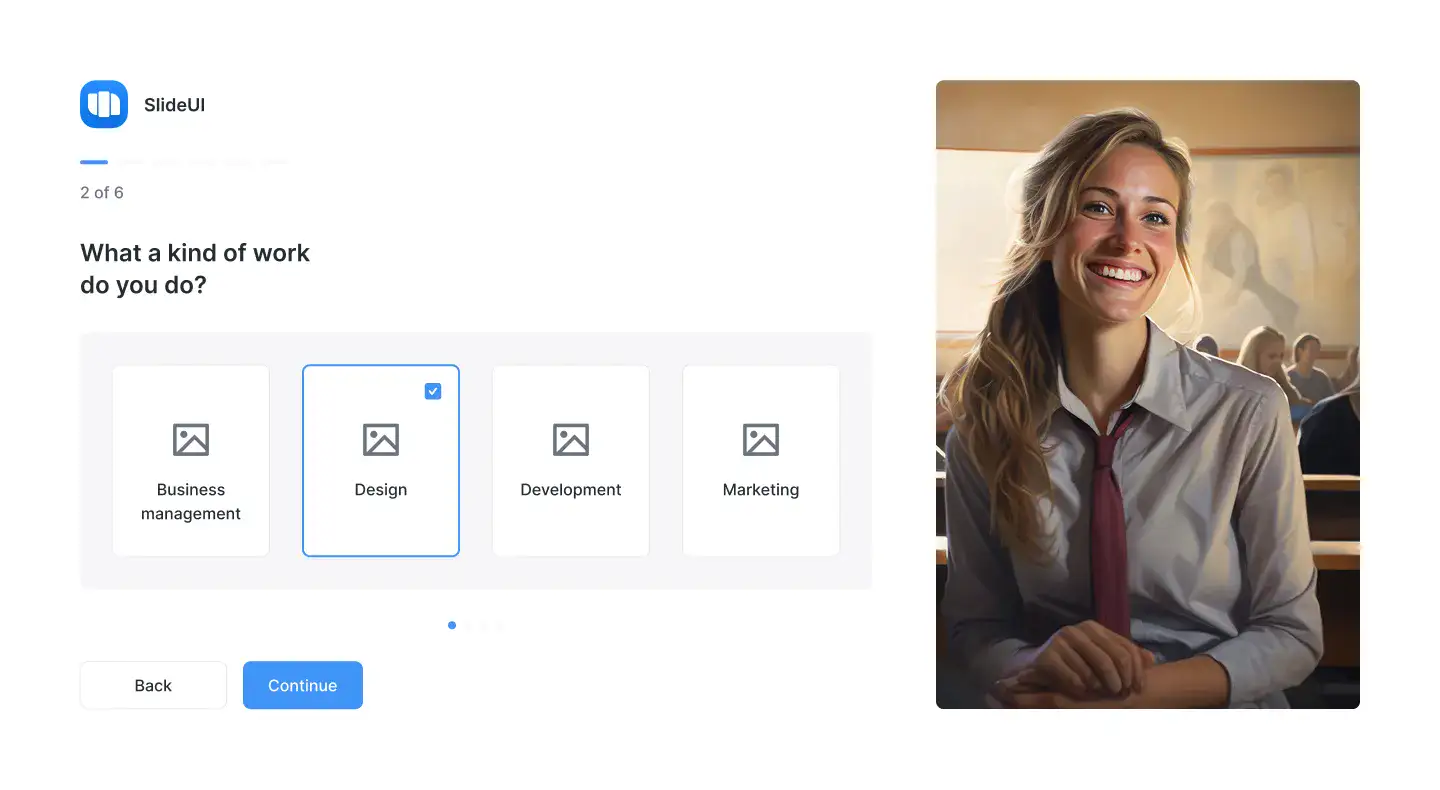 SlideUI
2 of 6
What a kind of work
do you do?
Business
management
Design
Development
Marketing
Back
Continue